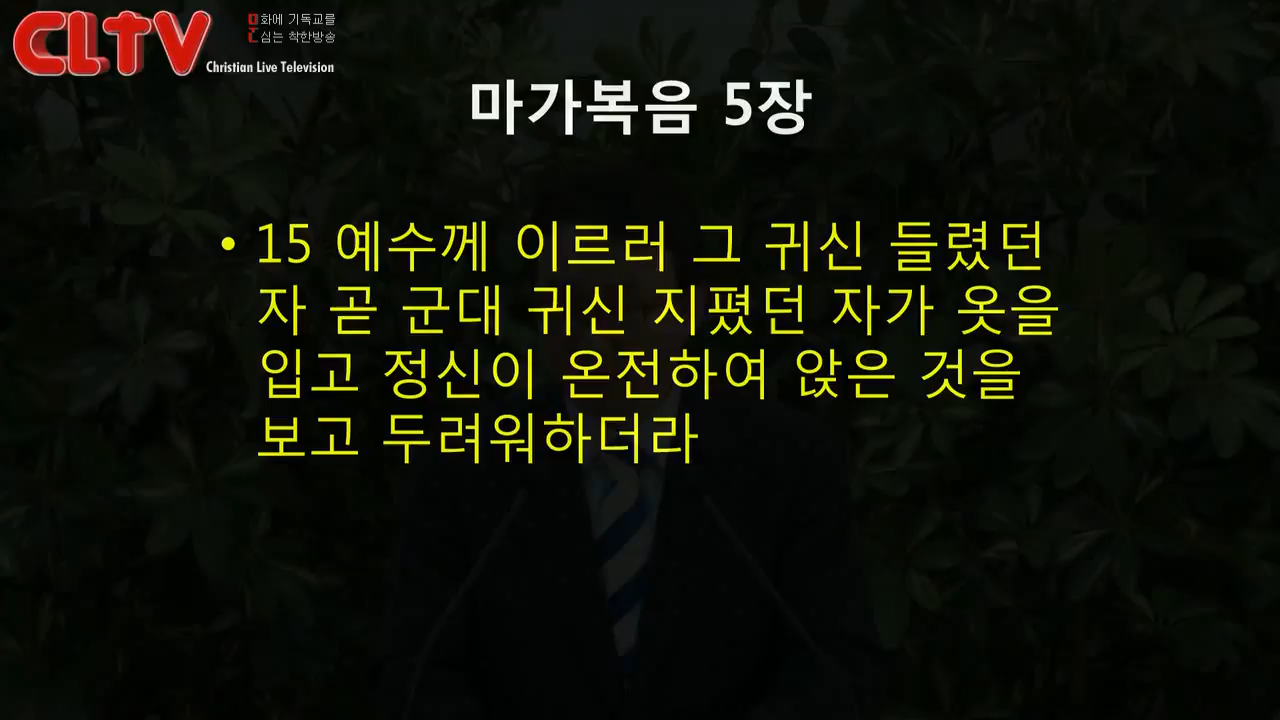 CLTV
문화에 기독교를
심는 착한방송
Christian Live Television
마가복음 5장
• 15 예수께 이르러 그 귀신 들렸던
자 곧 군대 귀신 지폈던 자가 옷을
입고 정신이 온전하여 앉은 것을
보고 두려워하더라